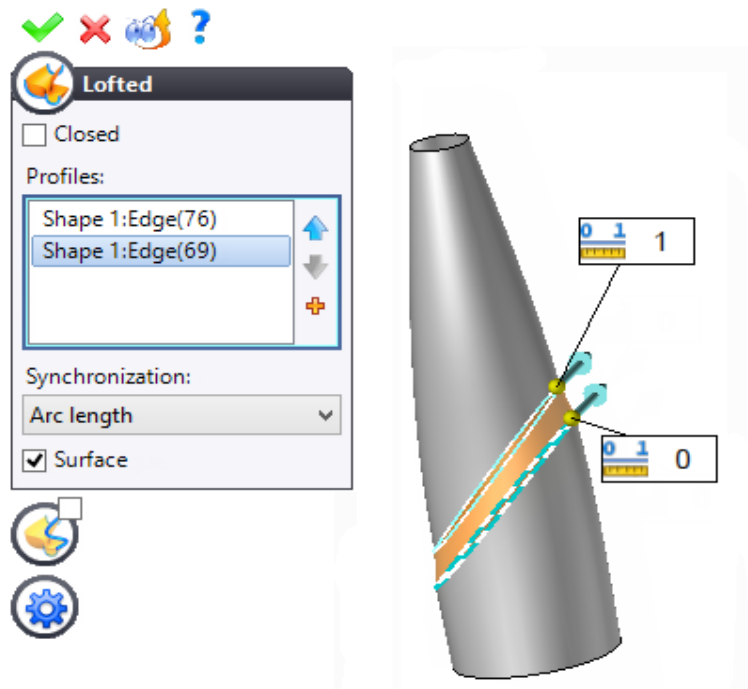 ?
Lofted
Closed
Profiles:
Shape 1:Edge(76)
Shape 1:Edge(69)
Synchronization:
Arc length
Surface
0 1 1
0 1 0